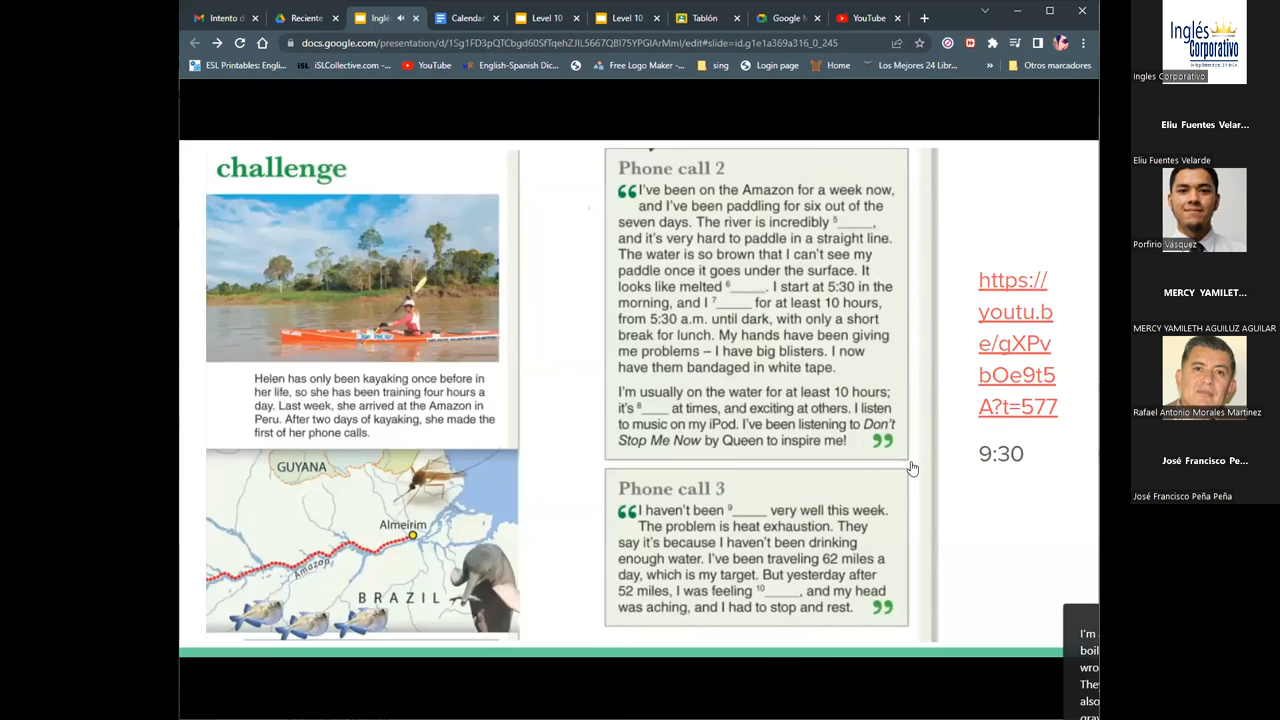 Intento d
Reciente
Inglé
Calendar
Level 10
Level 10
Tablón
Google M
YouTube
docs.google.com/presentation/d/1Sg1FD3pQTCbgd60SfTqehZJIL5667QBI75YPGIArMmI/edit#slide=id.g1e1a369a316_0_245
ESL Printables: Engli...
iSLCollective.com -...
YouTube
English-Spanish Dic...
Free Logo Maker -...
sing
Login page
Home
Los Mejores 24 Libr...
»
Otros marcadores
challenge
Helen has only been kayaking once before in
her life, so she has been training four hours a
day. Last week, she arrived at the Amazon in
Peru. After two days of kayaking, she made the
first of her phone calls.
GUYANA
Almeirim
Amazon
BRAZIL
Phone call 2
“I’ve been on the Amazon for a week now,
and I’ve been paddling for six out of the
seven days. The river is incredibly 5_____,
and it’s very hard to paddle in a straight line.
The water is so brown that I can’t see my
paddle once it goes under the surface. It
looks like melted 6_____. I start at 5:30 in the
morning, and I 7_____ for at least 10 hours,
from 5:30 a.m. until dark, with only a short
break for lunch. My hands have been giving
me problems – I have big blisters. I now
have them bandaged in white tape.
I’m usually on the water for at least 10 hours;
it’s 8____ at times, and exciting at others. I listen
to music on my iPod. I’ve been listening to Don’t
Stop Me Now by Queen to inspire me! ”
Phone call 3
“I haven’t been 9_____ very well this week.
The problem is heat exhaustion. They
say it’s because I haven’t been drinking
enough water. I’ve been traveling 62 miles a
day, which is my target. But yesterday after
52 miles, I was feeling 10_____, and my head
was aching, and I had to stop and rest. ”
https://
youtu.b
e/qXPv
bOe9t5
A?t=577
9:30
I'm
boil
wro
They
also
Inglés
Corporativo
Ingles Corporativo
Eliu Fuentes Velar...
Eliu Fuentes Velarde
Porfirio Vasquez
MERCY YAMILET...
MERCY YAMILETH AGUILUZ AGUILAR
Rafael Antonio Morales Martinez
José Francisco Pe...
José Francisco Peña Peña